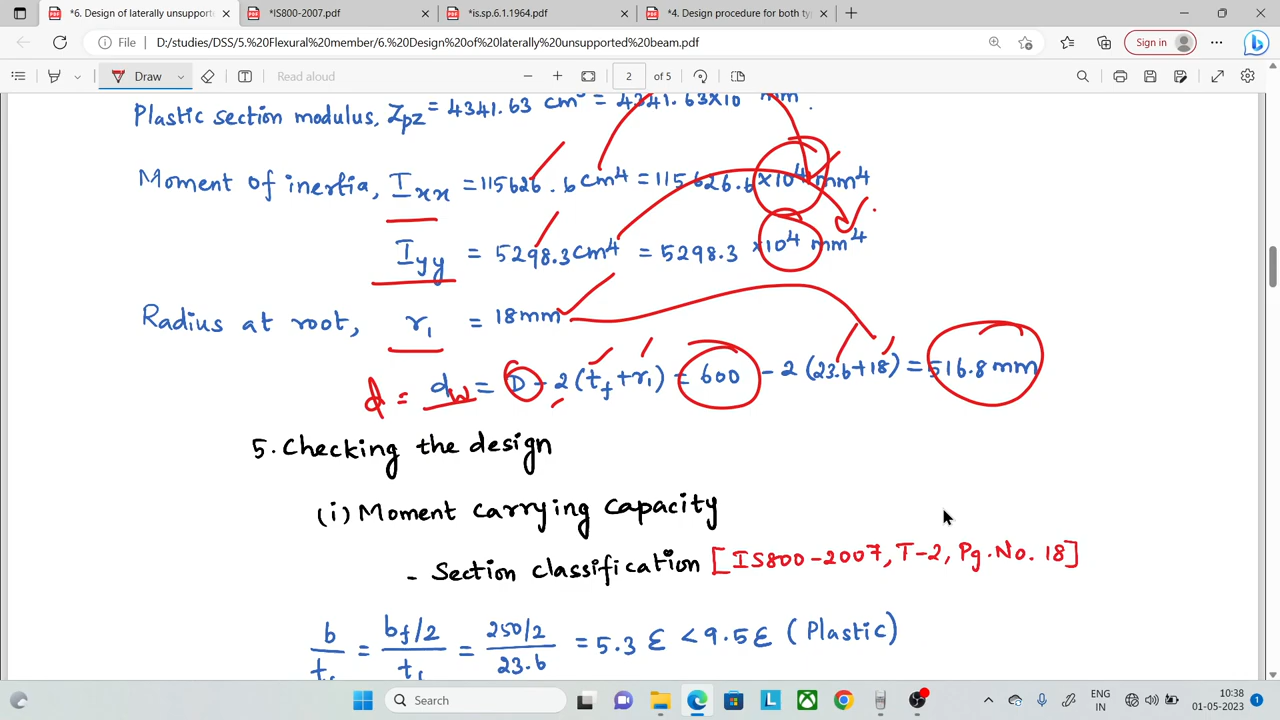 *6. Design of laterally unsupport
*IS800-2007.pdf
*is.sp.6.1.1964.pdf
*4. Design procedure for both ty
File
D:/studies/DSS/5.%20Flexural%20member/6.%20Design%20of%20laterally%20unsupported%20beam.pdf
Sign in
Draw
Read aloud
2
of 5
Plastic section modulus, Zpz = 4341.63 cm³ = 4341.63×10 mm .
Moment of inertia, Ixx = 115626.6 cm⁴ = 115626.6 ×10⁴ mm⁴
Iyy = 5298.3 cm⁴ = 5298.3 ×10⁴ mm⁴
Radius at root, r₁ = 18mm
d = dw = D - 2(tf + r₁) = 600 - 2 (23.6+18) = 516.8 mm
5. Checking the design
(i) Moment carrying capacity
- Section classification [IS800-2007, T-2, Pg.No. 18]
b/tf = (bf/2)/tf = (250/2)/23.6 = 5.3 ε < 9.5ε (Plastic)
Search
ENG
IN
10:38
01-05-2023